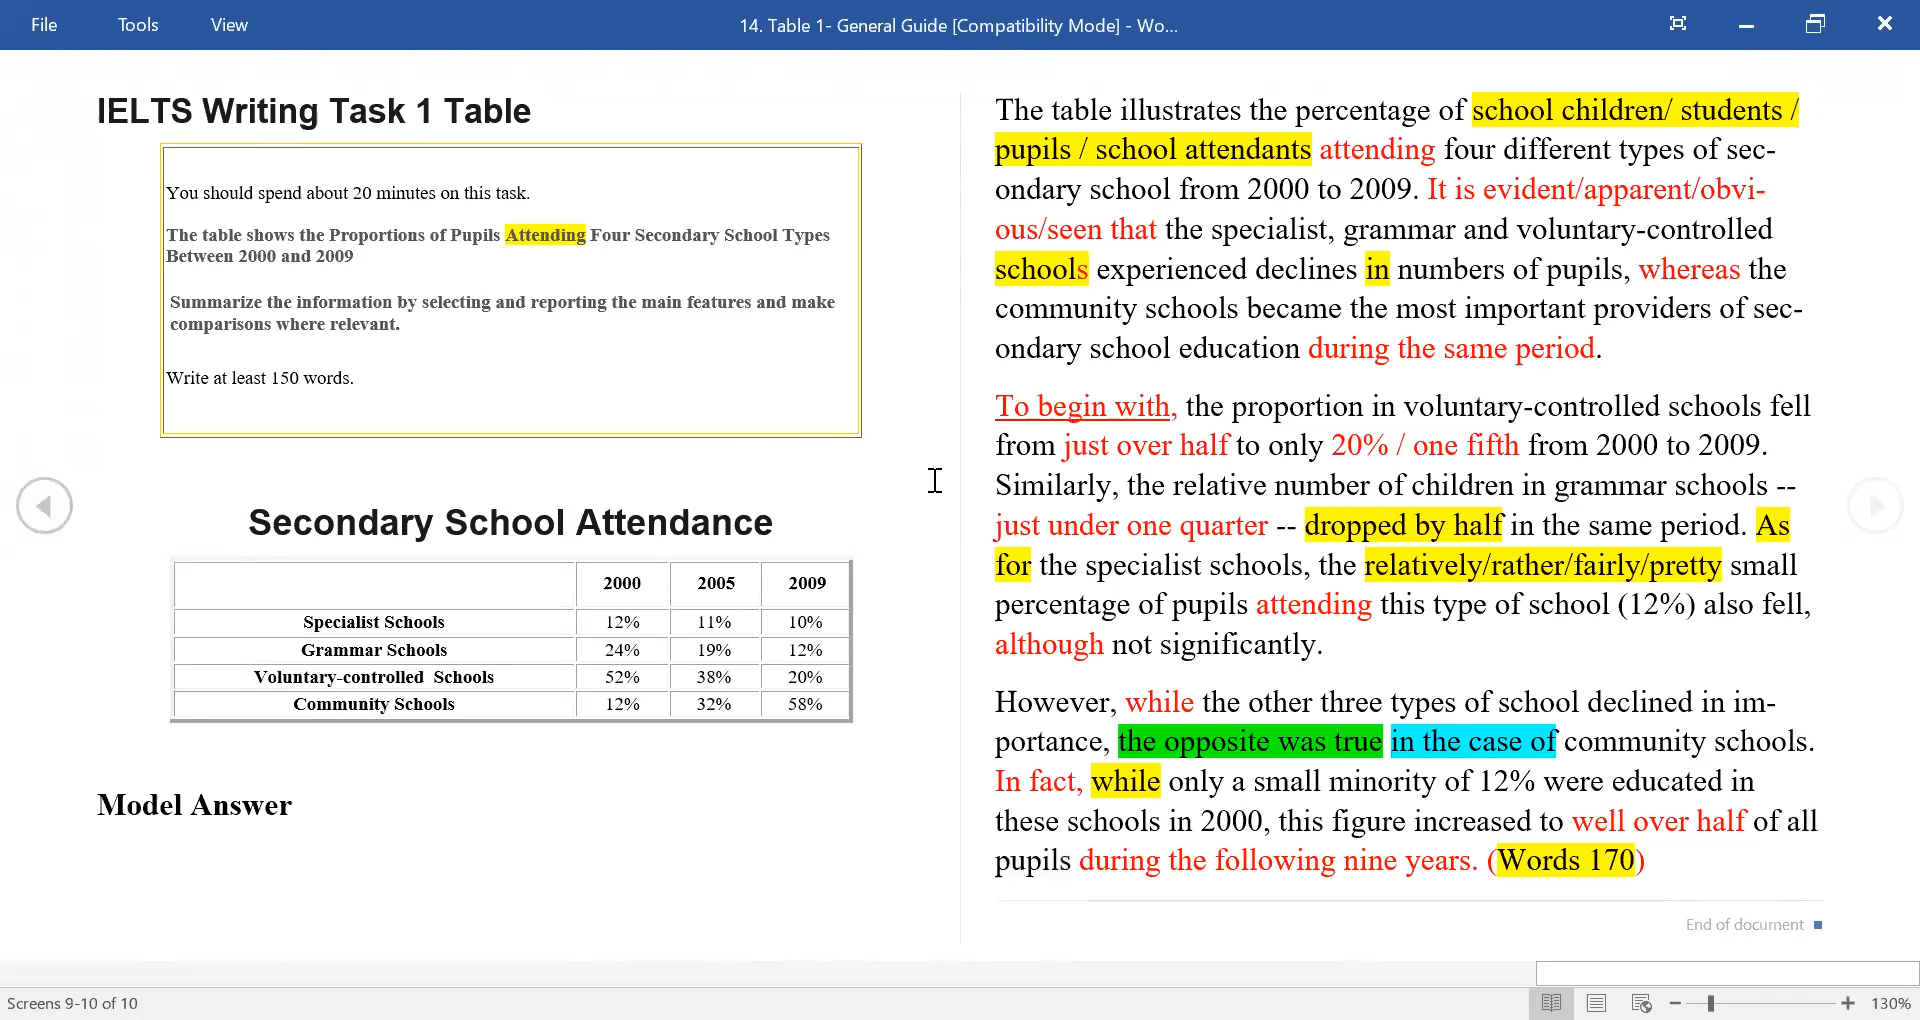 File Tools View 14. Table 1- General Guide [Compatibility Mode] - Wo...
IELTS Writing Task 1 Table
You should spend about 20 minutes on this task.
The table shows the Proportions of Pupils Attending Four Secondary School Types
Between 2000 and 2009
Summarize the information by selecting and reporting the main features and make
comparisons where relevant.
Write at least 150 words.
Secondary School Attendance
2000 2005 2009
Specialist Schools 12% 11% 10%
Grammar Schools 24% 19% 12%
Voluntary-controlled Schools 52% 38% 20%
Community Schools 12% 32% 58%
Model Answer
The table illustrates the percentage of school children/ students /
pupils / school attendants attending four different types of sec-
ondary school from 2000 to 2009. It is evident/apparent/obvi-
ous/seen that the specialist, grammar and voluntary-controlled
schools experienced declines in numbers of pupils, whereas the
community schools became the most important providers of sec-
ondary school education during the same period.
To begin with, the proportion in voluntary-controlled schools fell
from just over half to only 20% / one fifth from 2000 to 2009.
Similarly, the relative number of children in grammar schools --
just under one quarter -- dropped by half in the same period. As
for the specialist schools, the relatively/rather/fairly/pretty small
percentage of pupils attending this type of school (12%) also fell,
although not significantly.
However, while the other three types of school declined in im-
portance, the opposite was true in the case of community schools.
In fact, while only a small minority of 12% were educated in
these schools in 2000, this figure increased to well over half of all
pupils during the following nine years. (Words 170)
End of document
Screens 9-10 of 10
130%